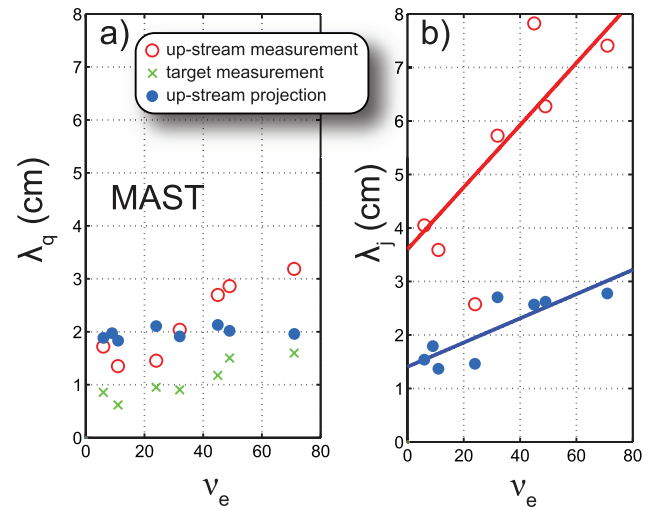 a)
up-stream measurement
target measurement
up-stream projection
MAST
λq (cm)
8
7
6
5
4
3
2
1
0
0 20 40 60 80
νe
b)
λj (cm)
8
7
6
5
4
3
2
1
0
0 20 40 60 80
νe